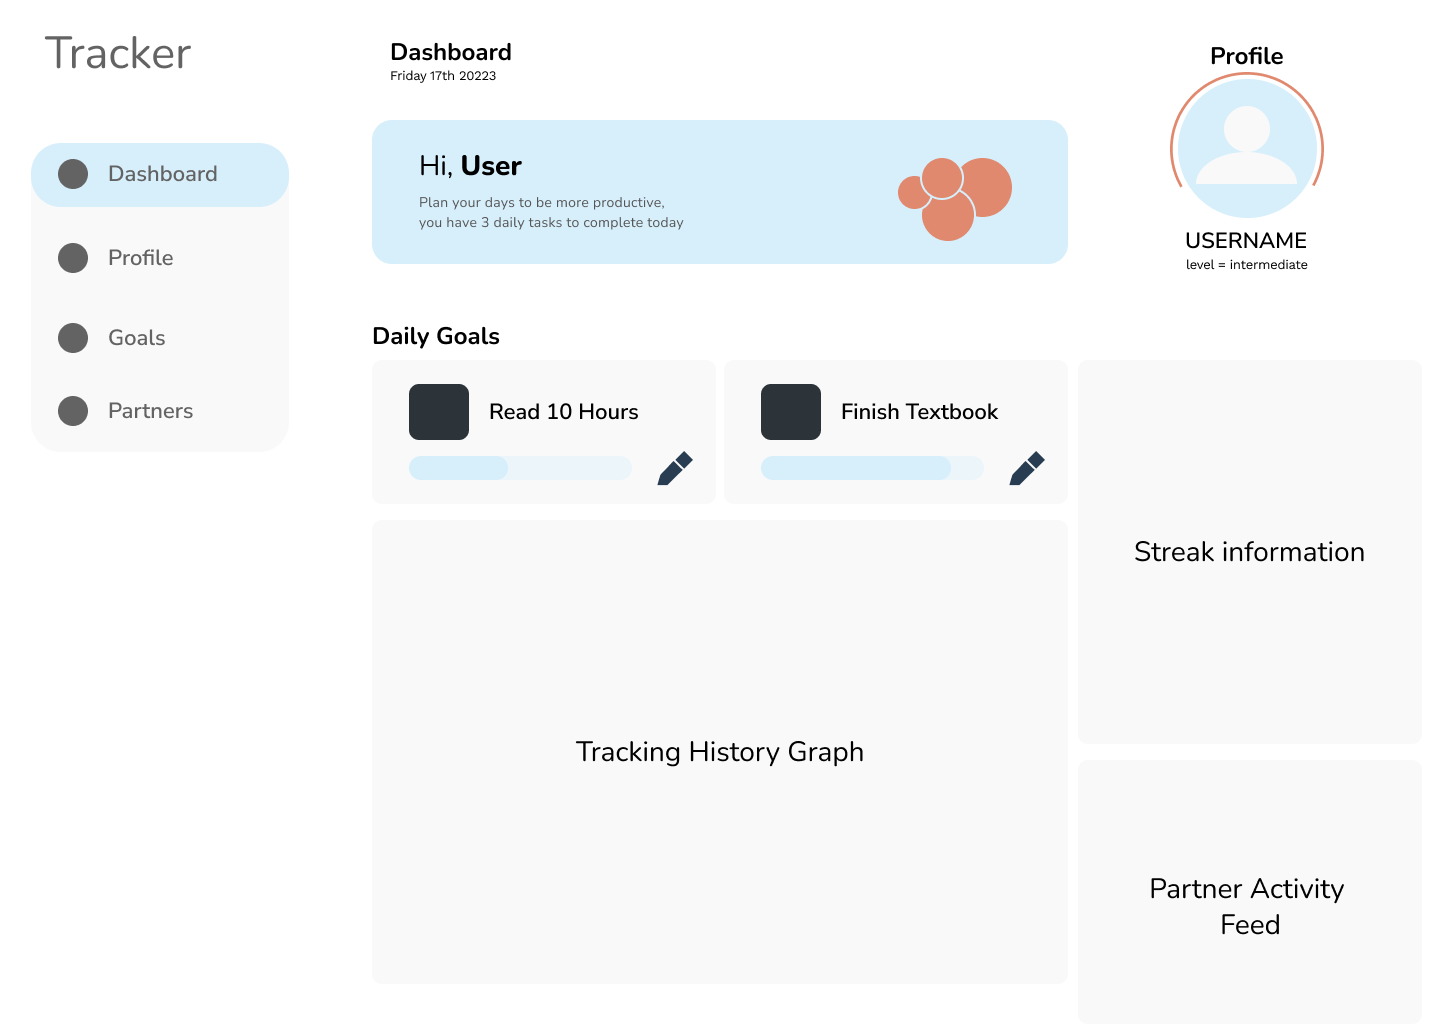 Tracker
Dashboard
Profile
Goals
Partners
Dashboard
Friday 17th 20223
Hi, User
Plan your days to be more productive,
you have 3 daily tasks to complete today
Profile
USERNAME
level = intermediate
Daily Goals
Read 10 Hours
Finish Textbook
Streak information
Tracking History Graph
Partner Activity
Feed